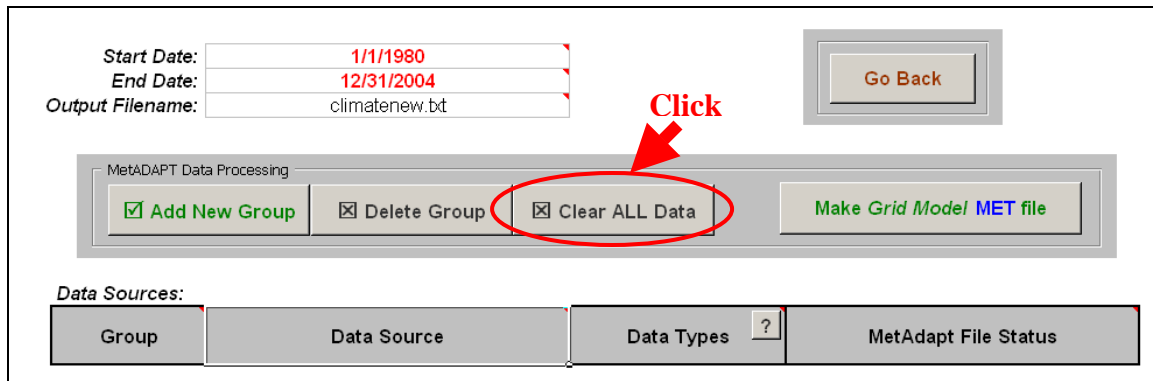 Start Date: 1/1/1980
End Date: 12/31/2004
Output Filename: climatenew.txt
Go Back
Click
MetADAPT Data Processing
Add New Group
Delete Group
Clear ALL Data
Make Grid Model MET file
Data Sources:
Group Data Source Data Types ? MetAdapt File Status